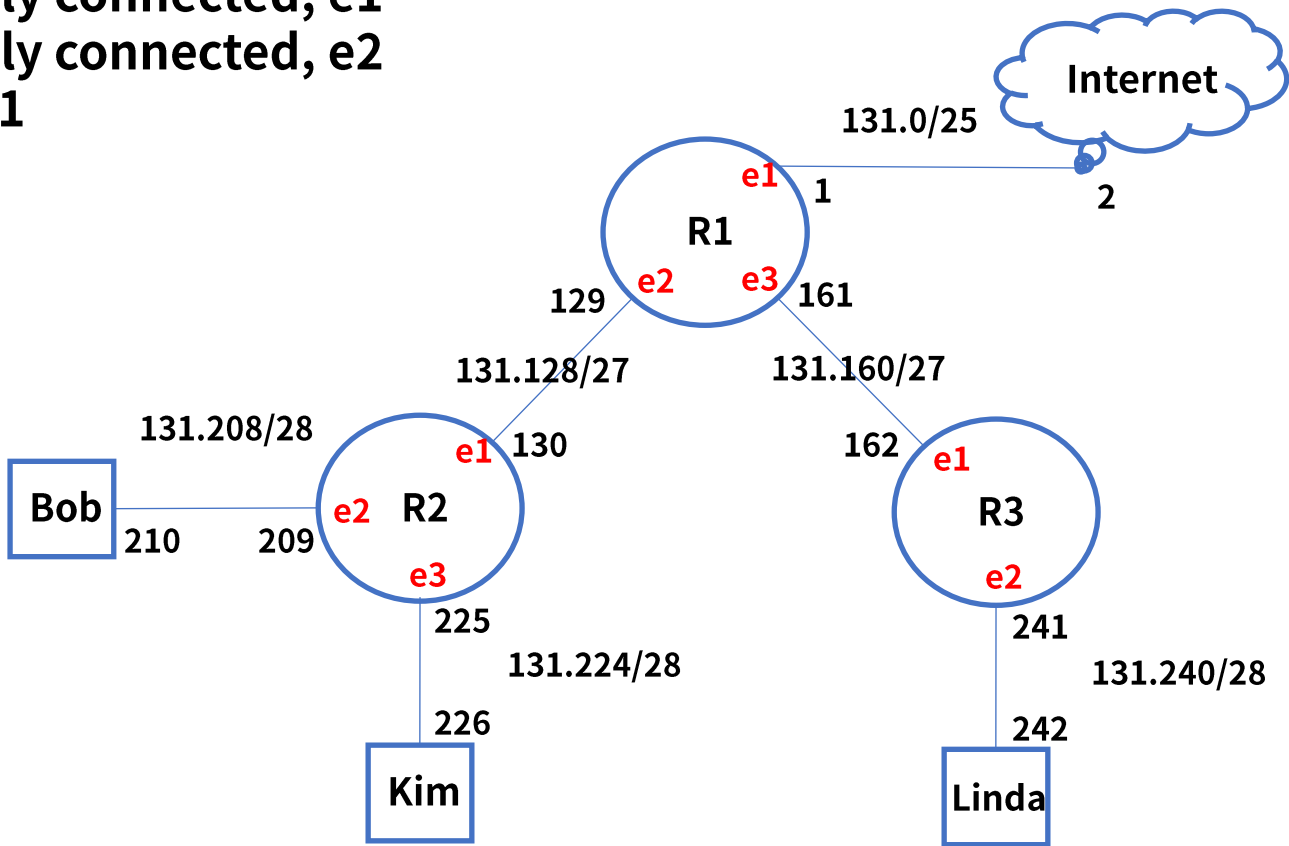 ly connected, e1
ly connected, e2
1
Internet
131.0/25
e1
1
2
R1
e2
e3
129
161
131.128/27
131.160/27
131.208/28
e1
130
162
e1
Bob
e2
R2
R3
210
209
e3
e2
225
241
131.224/28
131.240/28
226
242
Kim
Linda